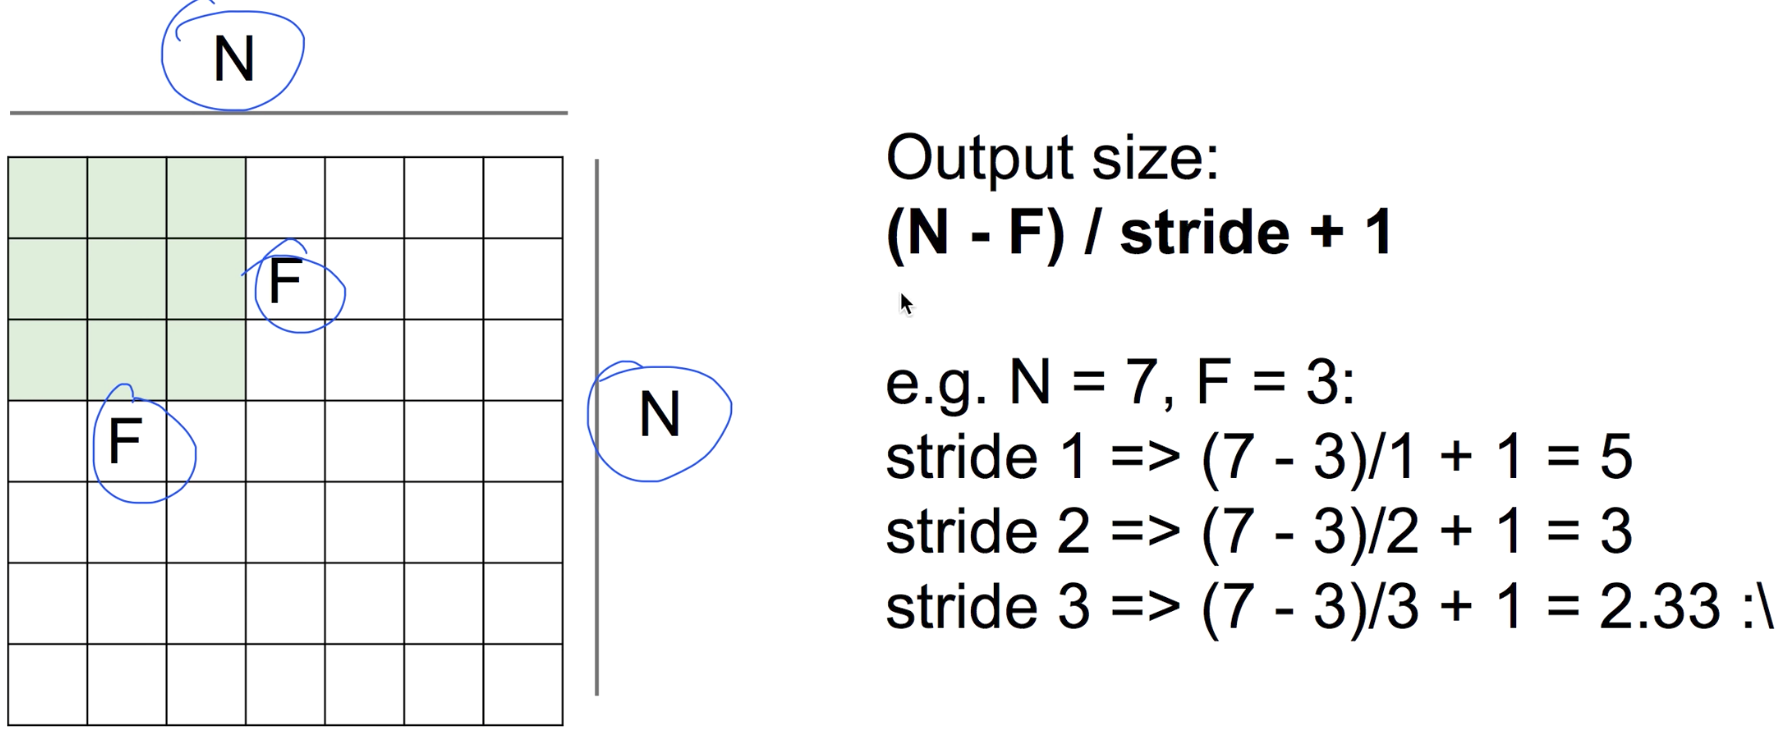 N
F
F
N
Output size:
(N - F) / stride + 1
e.g. N = 7, F = 3:
stride 1 => (7 - 3)/1 + 1 = 5
stride 2 => (7 - 3)/2 + 1 = 3
stride 3 => (7 - 3)/3 + 1 = 2.33 :\